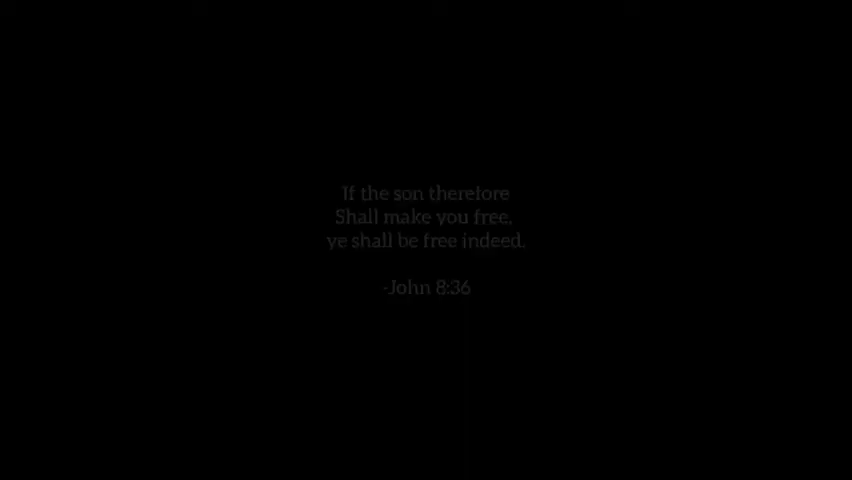 If the son therefore
Shall make you free,
ye shall be free indeed.
-John 8:36